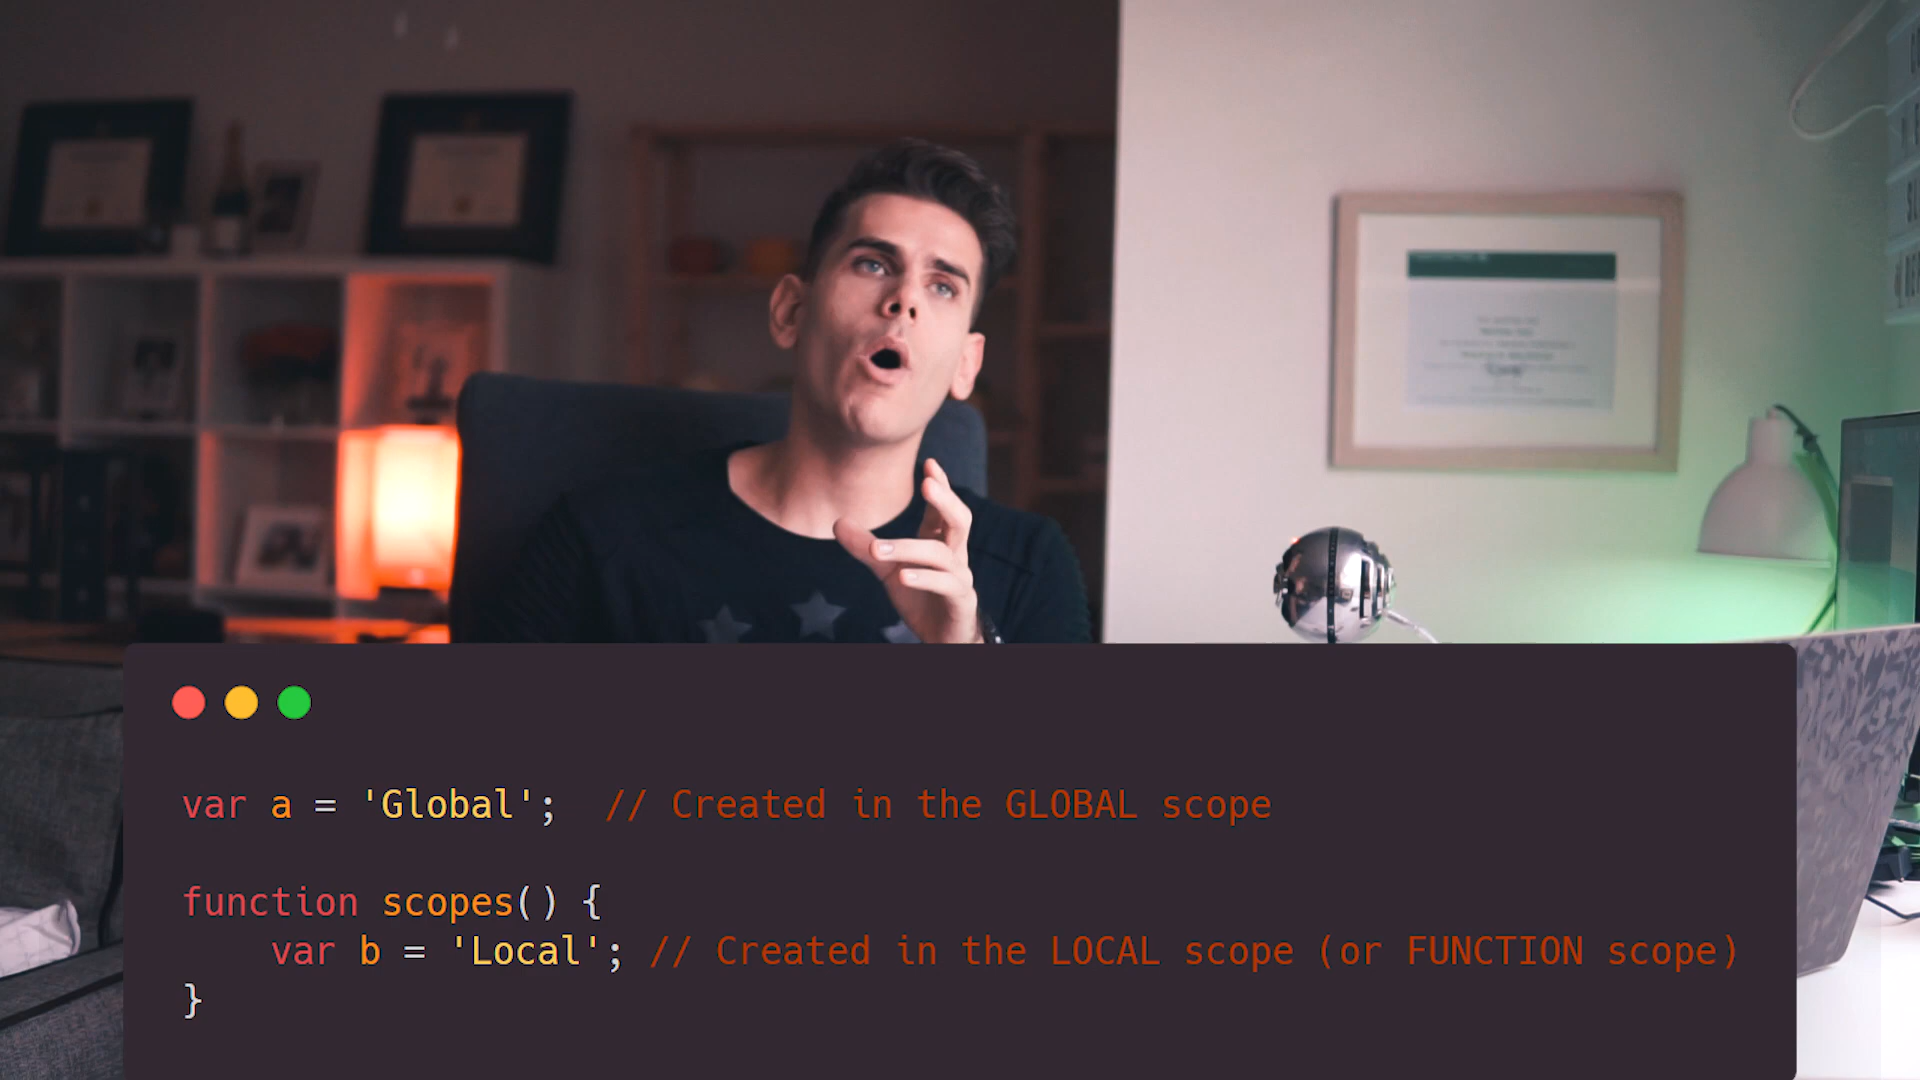 var a = 'Global';  // Created in the GLOBAL scope
function scopes() {
    var b = 'Local'; // Created in the LOCAL scope (or FUNCTION scope)
}